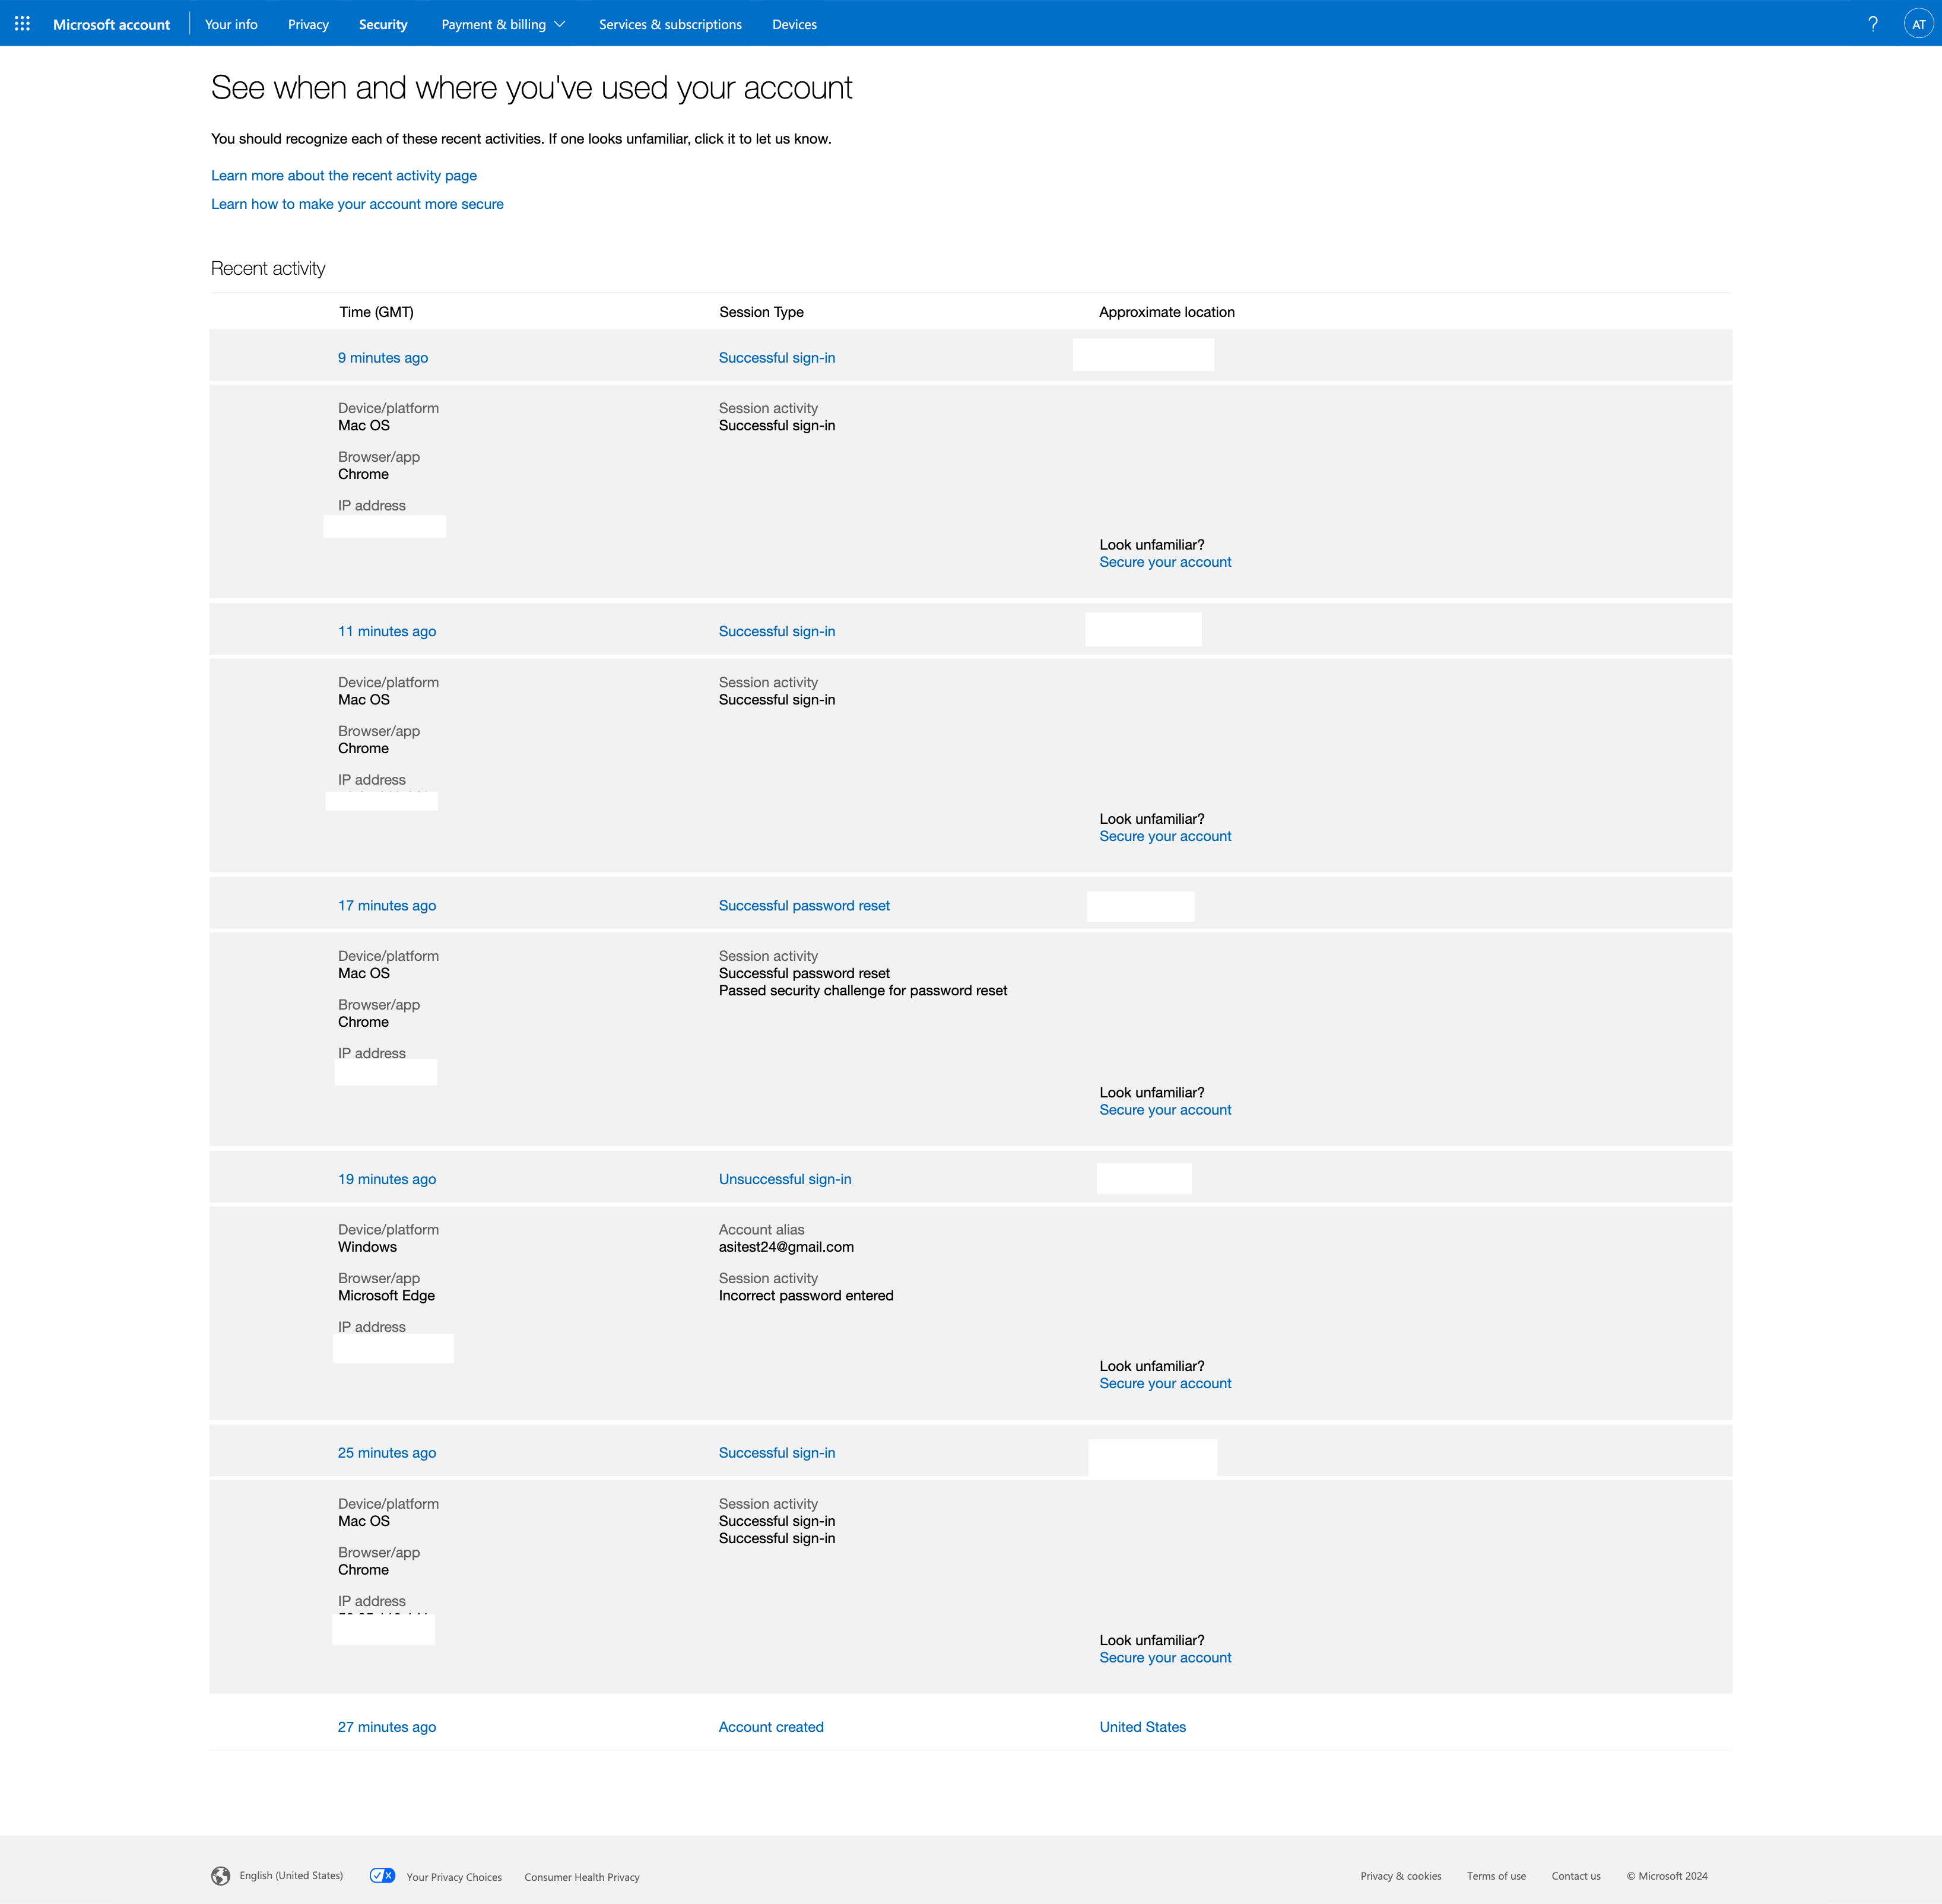 Microsoft account Your info Privacy Security Payment & billing Services & subscriptions Devices ? AT
See when and where you've used your account
You should recognize each of these recent activities. If one looks unfamiliar, click it to let us know.
Learn more about the recent activity page
Learn how to make your account more secure
Recent activity
Time (GMT) Session Type Approximate location
9 minutes ago Successful sign-in
Device/platform Session activity
Mac OS Successful sign-in
Browser/app
Chrome
IP address
Look unfamiliar?
Secure your account
11 minutes ago Successful sign-in
Device/platform Session activity
Mac OS Successful sign-in
Browser/app
Chrome
IP address
Look unfamiliar?
Secure your account
17 minutes ago Successful password reset
Device/platform Session activity
Mac OS Successful password reset
Passed security challenge for password reset
Browser/app
Chrome
IP address
Look unfamiliar?
Secure your account
19 minutes ago Unsuccessful sign-in
Device/platform Account alias
Windows asitest24@gmail.com
Browser/app Session activity
Microsoft Edge Incorrect password entered
IP address
Look unfamiliar?
Secure your account
25 minutes ago Successful sign-in
Device/platform Session activity
Mac OS Successful sign-in
Successful sign-in
Browser/app
Chrome
IP address
Look unfamiliar?
Secure your account
27 minutes ago Account created United States
English (United States) Your Privacy Choices Consumer Health Privacy Privacy & cookies Terms of use Contact us © Microsoft 2024